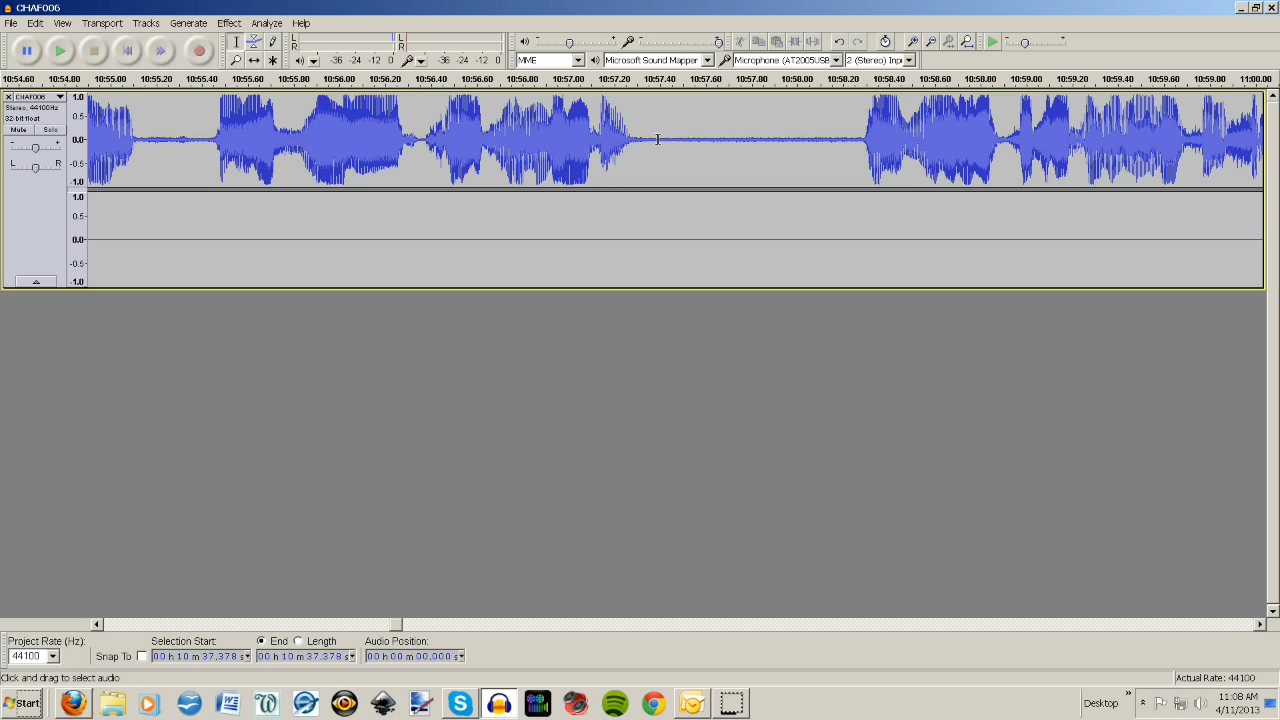 CHAF006
File Edit View Transport Tracks Generate Effect Analyze Help
L
R
L
R
-36 -24 -12 0
-36 -24 -12 0
MME
Microsoft Sound Mapper
Microphone (AT2005USB
2 (Stereo) Inpu
10:54.60 10:54.80 10:55.00 10:55.20 10:55.40 10:55.60 10:55.80 10:56.00 10:56.20 10:56.40 10:56.60 10:56.80 10:57.00 10:57.20 10:57.40 10:57.60 10:57.80 10:58.00 10:58.20 10:58.40 10:58.60 10:58.80 10:59.00 10:59.20 10:59.40 10:59.60 10:59.80 11:00.00
CHAF006
Stereo, 44100Hz
32-bit float
Mute Solo
- +
L R
1.0
0.5
0.0
-0.5
-1.0
1.0
0.5
0.0
-0.5
-1.0
Project Rate (Hz): Selection Start: End Length Audio Position:
44100 Snap To 00 h 10 m 37.378 s 00 h 10 m 37.378 s 00 h 00 m 00.000 s
Click and drag to select audio
Actual Rate: 44100
Start
Desktop
»
4/11/2013